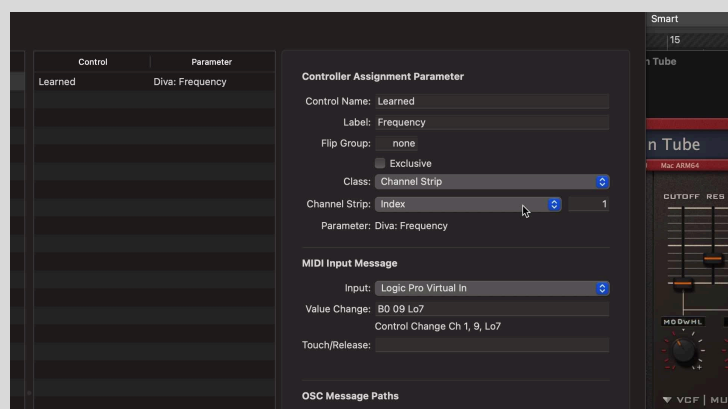 Smart
15
n Tube
Control Parameter
Learned Diva: Frequency
Controller Assignment Parameter
Control Name: Learned
Label: Frequency
Flip Group: none
Exclusive
Class: Channel Strip
Channel Strip: Index 1
Parameter: Diva: Frequency
MIDI Input Message
Input: Logic Pro Virtual In
Value Change: B0 09 Lo7
Control Change Ch 1, 9, Lo7
Touch/Release:
OSC Message Paths
n Tube
Mac ARM64
CUTOFF RES
MODWHL
VCF | MU